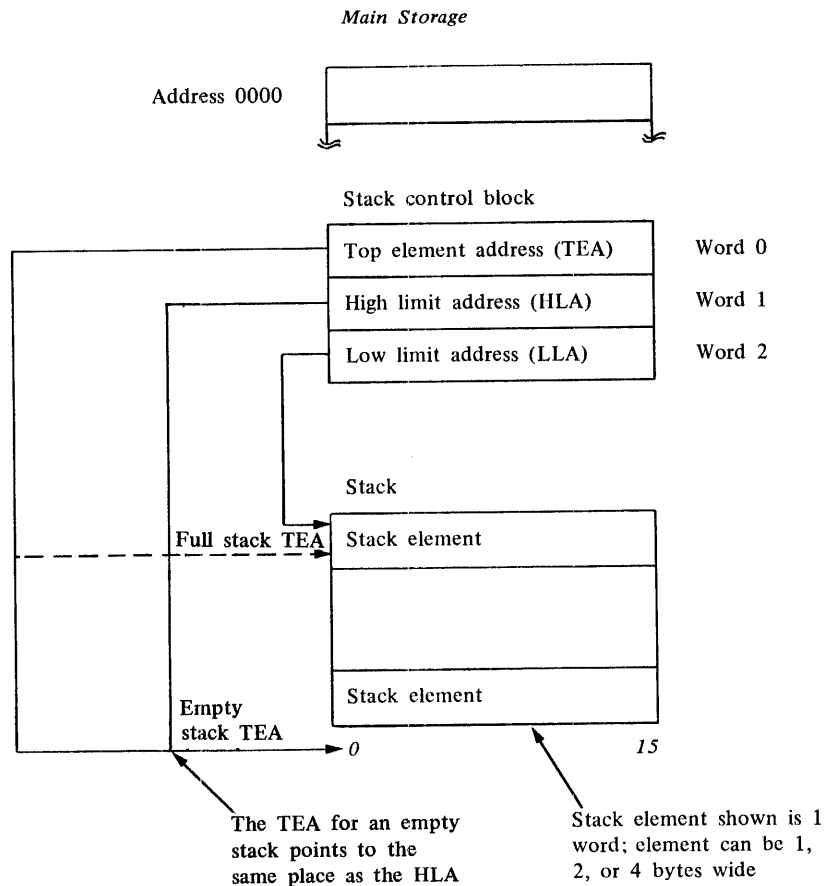 Main Storage
Address 0000
Stack control block
Top element address (TEA)
Word 0
High limit address (HLA)
Word 1
Low limit address (LLA)
Word 2
Stack
Full stack TEA
Stack element
Stack element
Empty
stack TEA
0
15
The TEA for an empty
stack points to the
same place as the HLA
Stack element shown is 1
word; element can be 1,
2, or 4 bytes wide